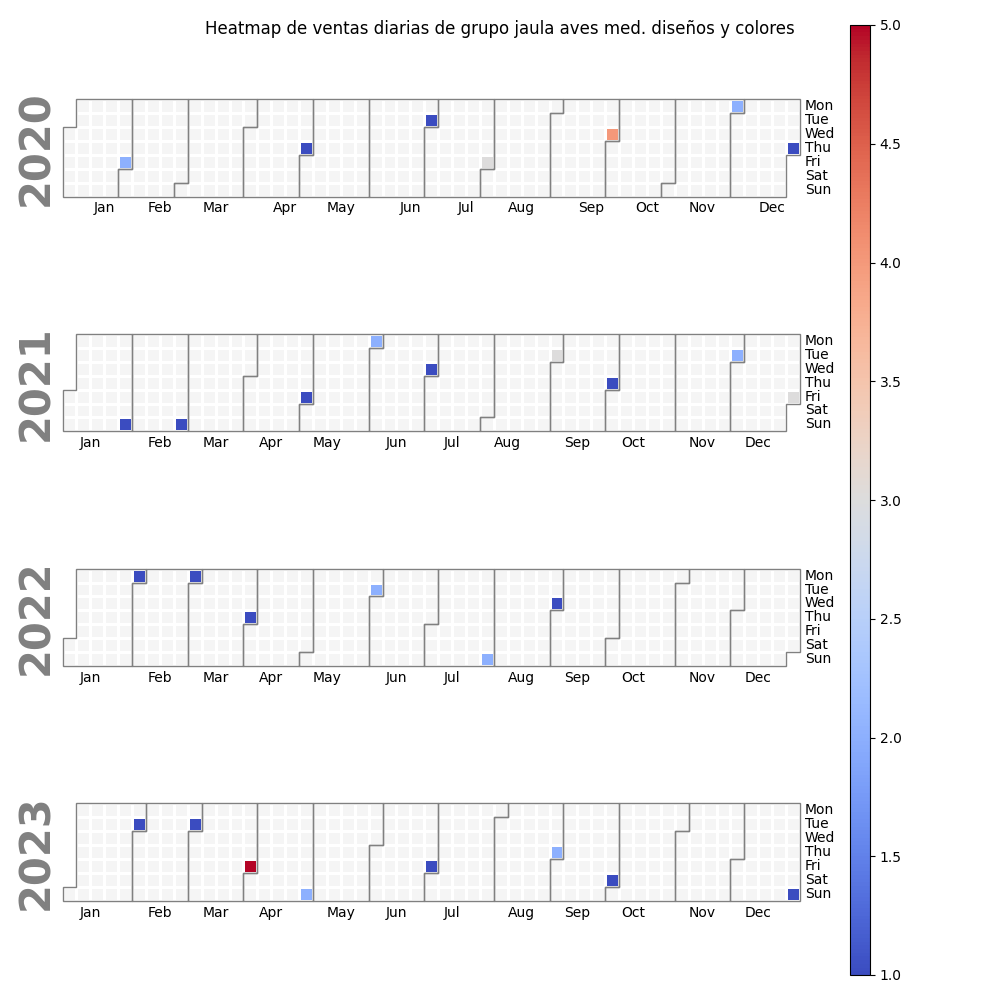 Heatmap de ventas diarias de grupo jaula aves med. diseños y colores
2020
Mon
Tue
Wed
Thu
Fri
Sat
Sun
Jan Feb Mar Apr May Jun Jul Aug Sep Oct Nov Dec
2021
Mon
Tue
Wed
Thu
Fri
Sat
Sun
Jan Feb Mar Apr May Jun Jul Aug Sep Oct Nov Dec
2022
Mon
Tue
Wed
Thu
Fri
Sat
Sun
Jan Feb Mar Apr May Jun Jul Aug Sep Oct Nov Dec
2023
Mon
Tue
Wed
Thu
Fri
Sat
Sun
Jan Feb Mar Apr May Jun Jul Aug Sep Oct Nov Dec
5.0
4.5
4.0
3.5
3.0
2.5
2.0
1.5
1.0